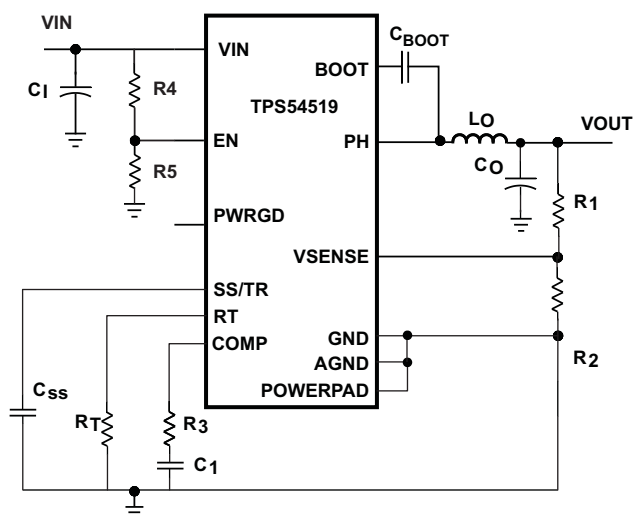 VIN
VIN
CBOOT
CI
R4
BOOT
TPS54519
LO
VOUT
EN
PH
R5
CO
R1
PWRGD
VSENSE
SS/TR
RT
GND
COMP
AGND
R2
POWERPAD
Css
RT
R3
C1